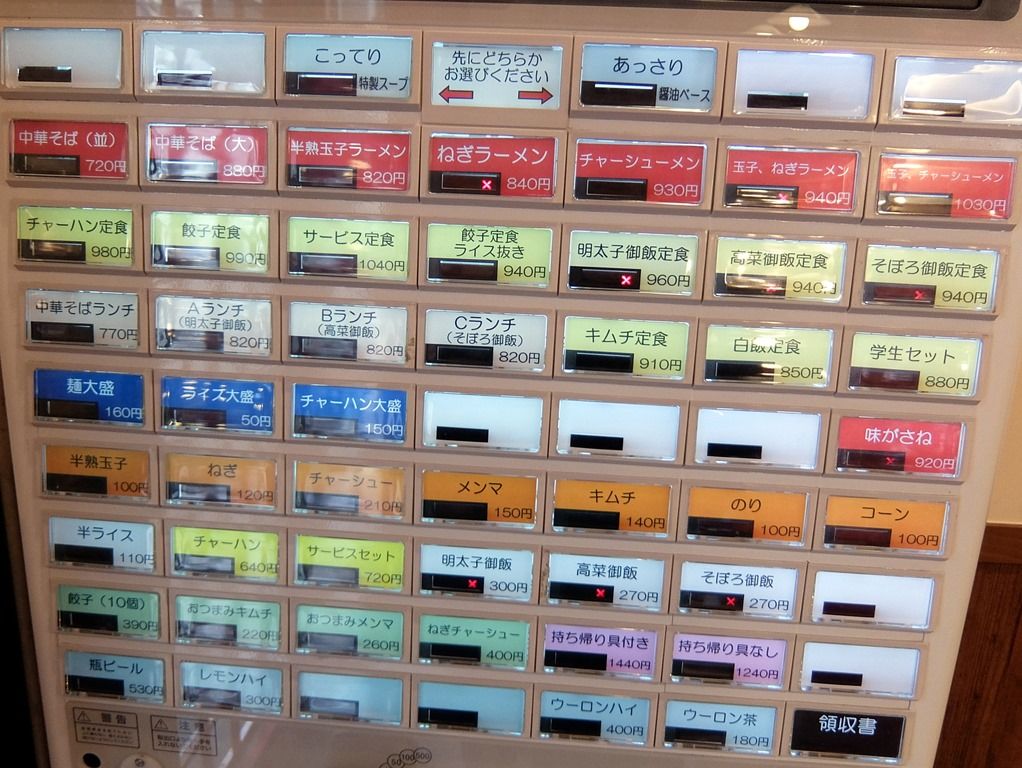 こってり
特製スープ
先にどちらか
お選びください
あっさり
醤油ベース
中華そば（並）
720円
中華そば（大）
880円
半熟玉子ラーメン
820円
ねぎラーメン
840円
チャーシューメン
930円
玉子、ねぎラーメン
940円
玉子、チャーシューメン
1030円
チャーハン定食
980円
餃子定食
990円
サービス定食
1040円
餃子定食
ライス抜き
940円
明太子御飯定食
960円
高菜御飯定食
940円
そぼろ御飯定食
940円
中華そばランチ
770円
Aランチ
（明太子御飯）
820円
Bランチ
（高菜御飯）
820円
Cランチ
（そぼろ御飯）
820円
キムチ定食
910円
白飯定食
850円
学生セット
880円
麺大盛
160円
ライス大盛
50円
チャーハン大盛
150円
味がさね
920円
半熟玉子
100円
ねぎ
120円
チャーシュー
210円
メンマ
150円
キムチ
140円
のり
100円
コーン
100円
半ライス
110円
チャーハン
640円
サービスセット
720円
明太子御飯
300円
高菜御飯
270円
そぼろ御飯
270円
餃子（10個）
390円
おつまみキムチ
220円
おつまみメンマ
260円
ねぎチャーシュー
400円
持ち帰り具付き
1440円
持ち帰り具なし
1240円
瓶ビール
530円
レモンハイ
300円
ウーロンハイ
400円
ウーロン茶
180円
領収書
警告
注意
50 100 500